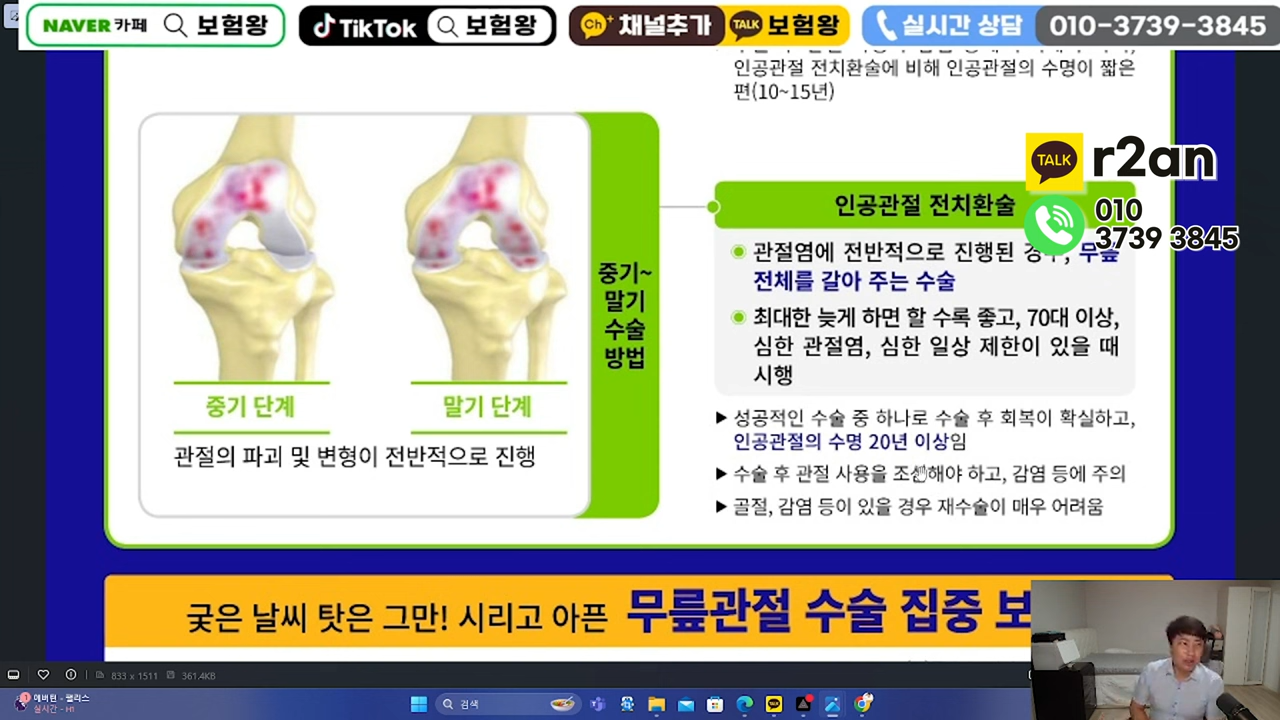 NAVER 카페 보험왕
TikTok 보험왕
Ch+ 채널추가 TALK 보험왕
실시간 상담 010-3739-3845
인공관절 전치환술에 비해 인공관절의 수명이 짧은
편(10~15년)
TALK r2an
010
3739 3845
인공관절 전치환술
관절염에 전반적으로 진행된 경우, 무릎
전체를 갈아 주는 수술
최대한 늦게 하면 할 수록 좋고, 70대 이상,
심한 관절염, 심한 일상 제한이 있을 때
시행
중기~
말기
수술
방법
중기 단계
말기 단계
관절의 파괴 및 변형이 전반적으로 진행
▶ 성공적인 수술 중 하나로 수술 후 회복이 확실하고,
인공관절의 수명 20년 이상임
▶ 수술 후 관절 사용을 조심해야 하고, 감염 등에 주의
▶ 골절, 감염 등이 있을 경우 재수술이 매우 어려움
궂은 날씨 탓은 그만! 시리고 아픈 무릎관절 수술 집중 보
833 x 1511 361.4KB
에버턴 - 팰리스
실시간 - H1
검색